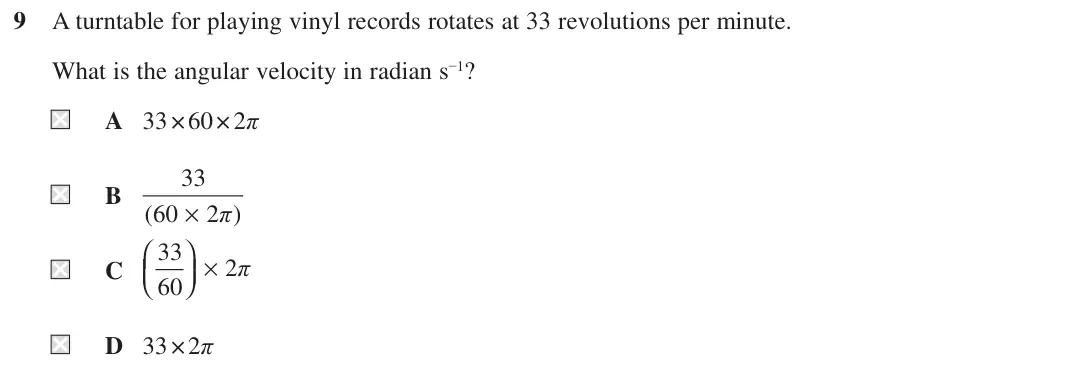 9 A turntable for playing vinyl records rotates at 33 revolutions per minute.
What is the angular velocity in radian s⁻¹?
A 33×60×2π
B 33/(60 × 2π)
C (33/60) × 2π
D 33×2π